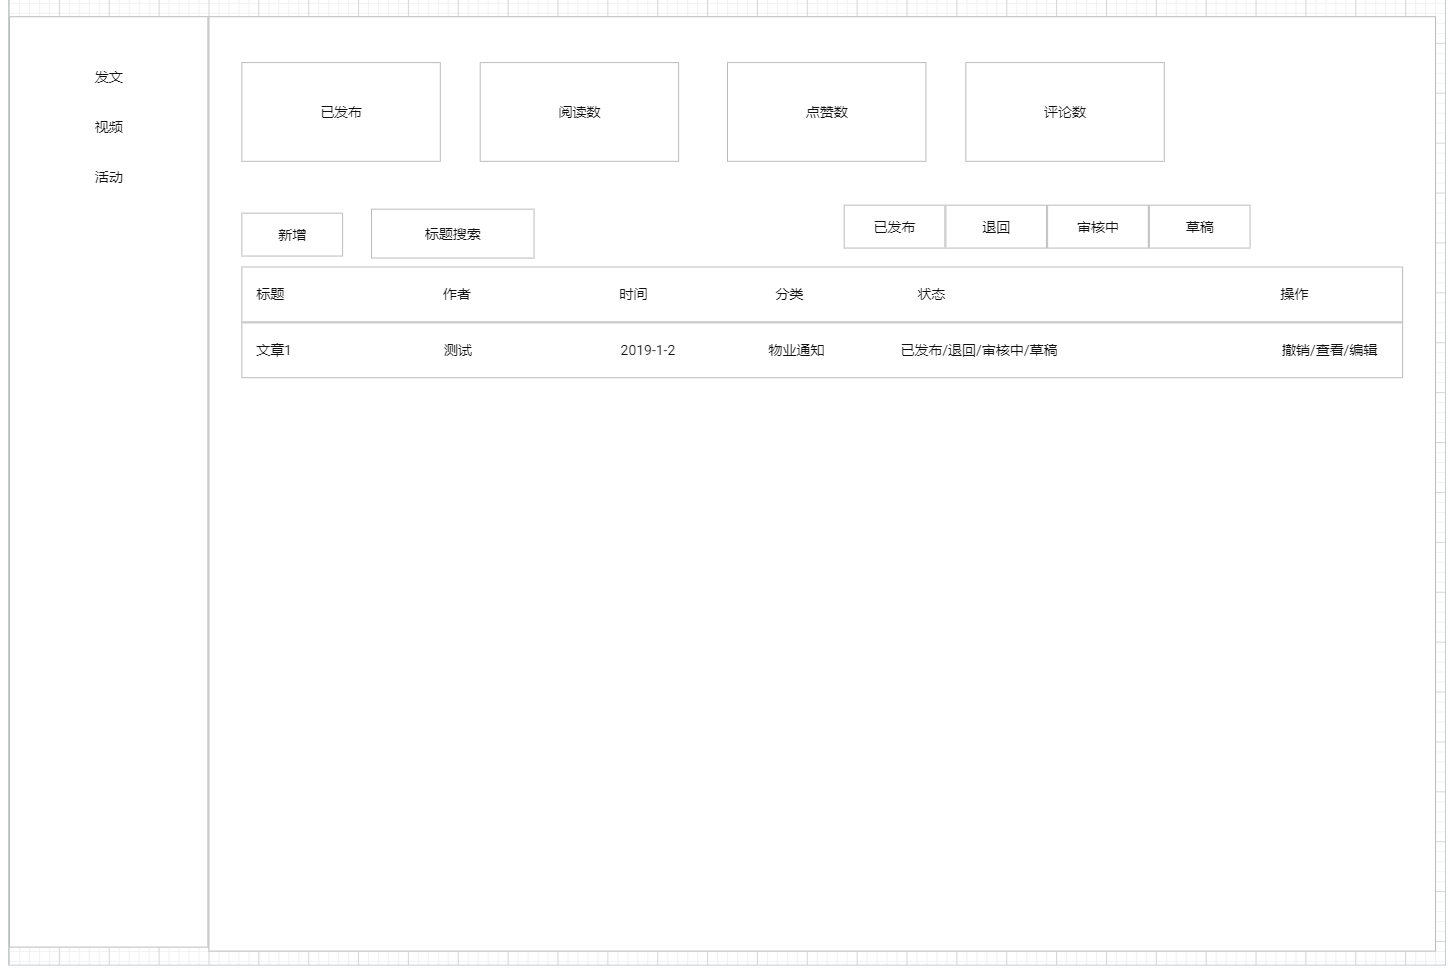 发文
视频
活动
已发布 阅读数 点赞数 评论数
新增 标题搜索 已发布 退回 审核中 草稿
标题 作者 时间 分类 状态 操作
文章1 测试 2019-1-2 物业通知 已发布/退回/审核中/草稿 撤销/查看/编辑